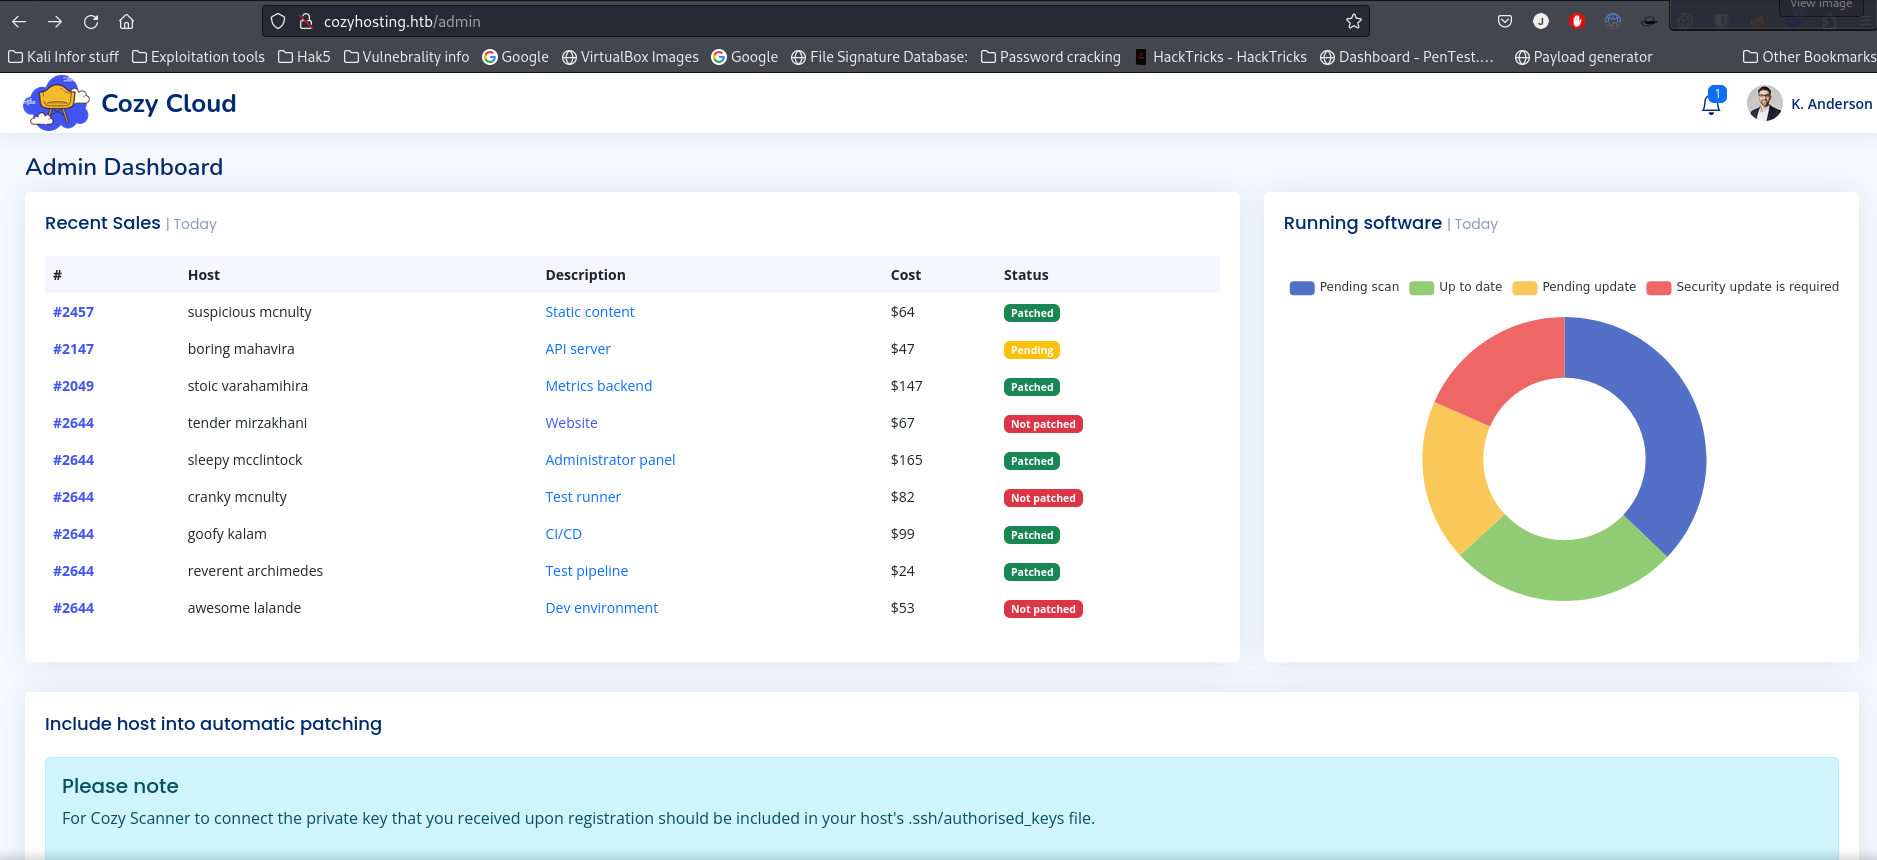 View image
cozyhosting.htb/admin
J
Kali Infor stuff Exploitation tools Hak5 Vulnebrality info Google VirtualBox Images Google File Signature Database: Password cracking HackTricks - HackTricks Dashboard - PenTest.... Payload generator Other Bookmarks
Cozy Cloud
1
K. Anderson
Admin Dashboard
Recent Sales | Today
# Host Description Cost Status
#2457 suspicious mcnulty Static content $64 Patched
#2147 boring mahavira API server $47 Pending
#2049 stoic varahamihira Metrics backend $147 Patched
#2644 tender mirzakhani Website $67 Not patched
#2644 sleepy mcclintock Administrator panel $165 Patched
#2644 cranky mcnulty Test runner $82 Not patched
#2644 goofy kalam CI/CD $99 Patched
#2644 reverent archimedes Test pipeline $24 Patched
#2644 awesome lalande Dev environment $53 Not patched
Running software | Today
Pending scan Up to date Pending update Security update is required
Include host into automatic patching
Please note
For Cozy Scanner to connect the private key that you received upon registration should be included in your host's .ssh/authorised_keys file.